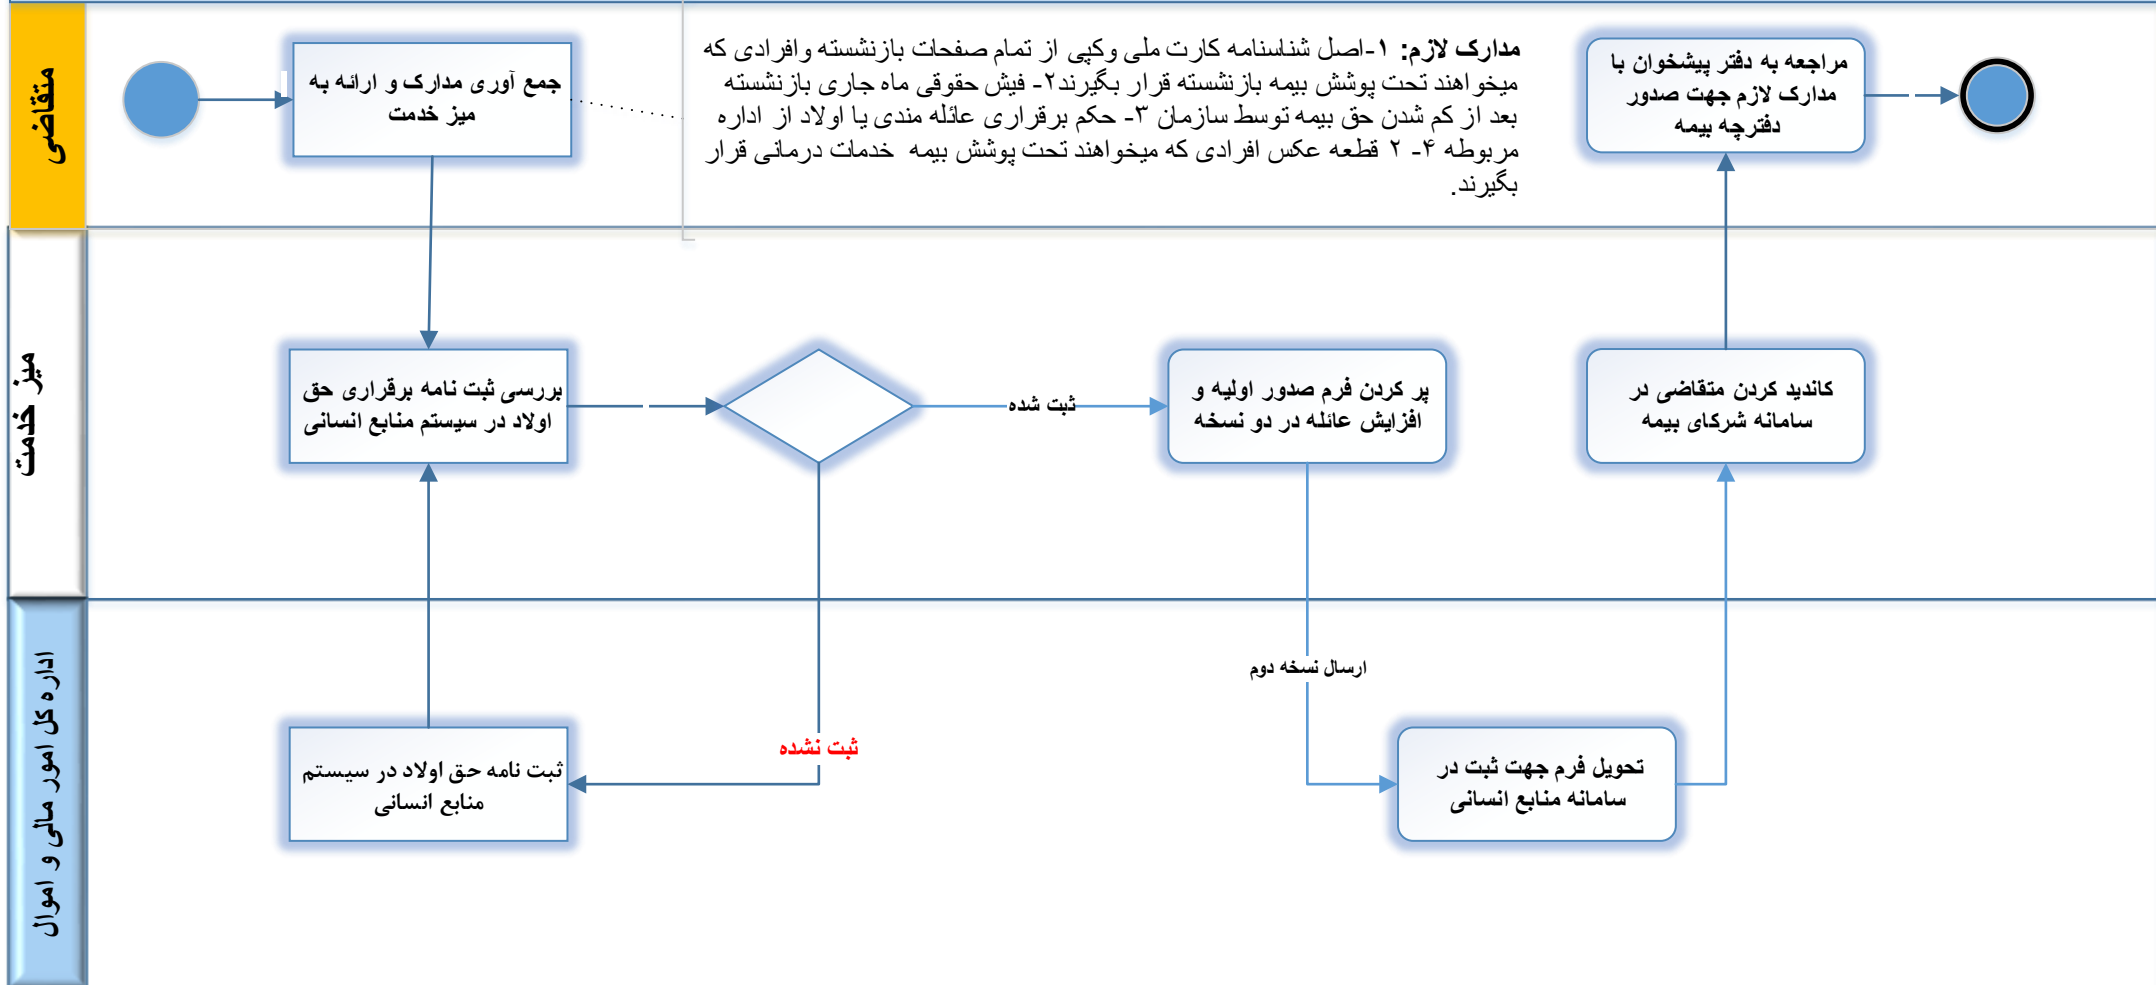 متقاضی
جمع آوری مدارک و ارائه به
میز خدمت
مدارک لازم: ۱-اصل شناسنامه کارت ملی وکپی از تمام صفحات بازنشسته وافرادی که
میخواهند تحت پوشش بیمه بازنشسته قرار بگیرند۲- فیش حقوقی ماه جاری بازنشسته
بعد از کم شدن حق بیمه توسط سازمان ۳- حکم برقراری عائله مندی یا اولاد از اداره
مربوطه ۴- ۲ قطعه عکس افرادی که میخواهند تحت پوشش بیمه خدمات درمانی قرار
بگیرند.
مراجعه به دفتر پیشخوان با
مدارک لازم جهت صدور
دفترچه بیمه
میز خدمت
بررسی ثبت نامه برقراری حق
اولاد در سیستم منابع انسانی
ثبت شده
پر کردن فرم صدور اولیه و
افزایش عائله در دو نسخه
کاندید کردن متقاضی در
سامانه شرکای بیمه
اداره کل امور مالی و اموال
ثبت نامه حق اولاد در سیستم
منابع انسانی
ثبت نشده
ارسال نسخه دوم
تحویل فرم جهت ثبت در
سامانه منابع انسانی